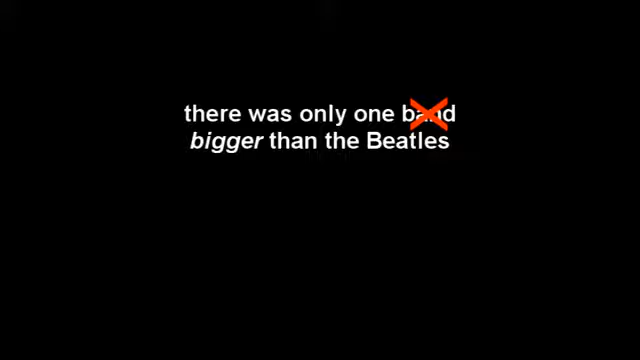 there was only one band
bigger than the Beatles